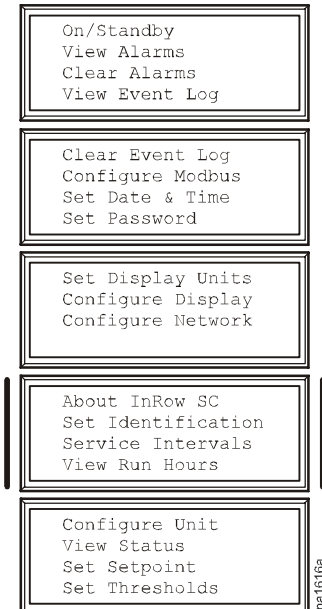 On/Standby
View Alarms
Clear Alarms
View Event Log
Clear Event Log
Configure Modbus
Set Date & Time
Set Password
Set Display Units
Configure Display
Configure Network
About InRow SC
Set Identification
Service Intervals
View Run Hours
Configure Unit
View Status
Set Setpoint
Set Thresholds
na1616a